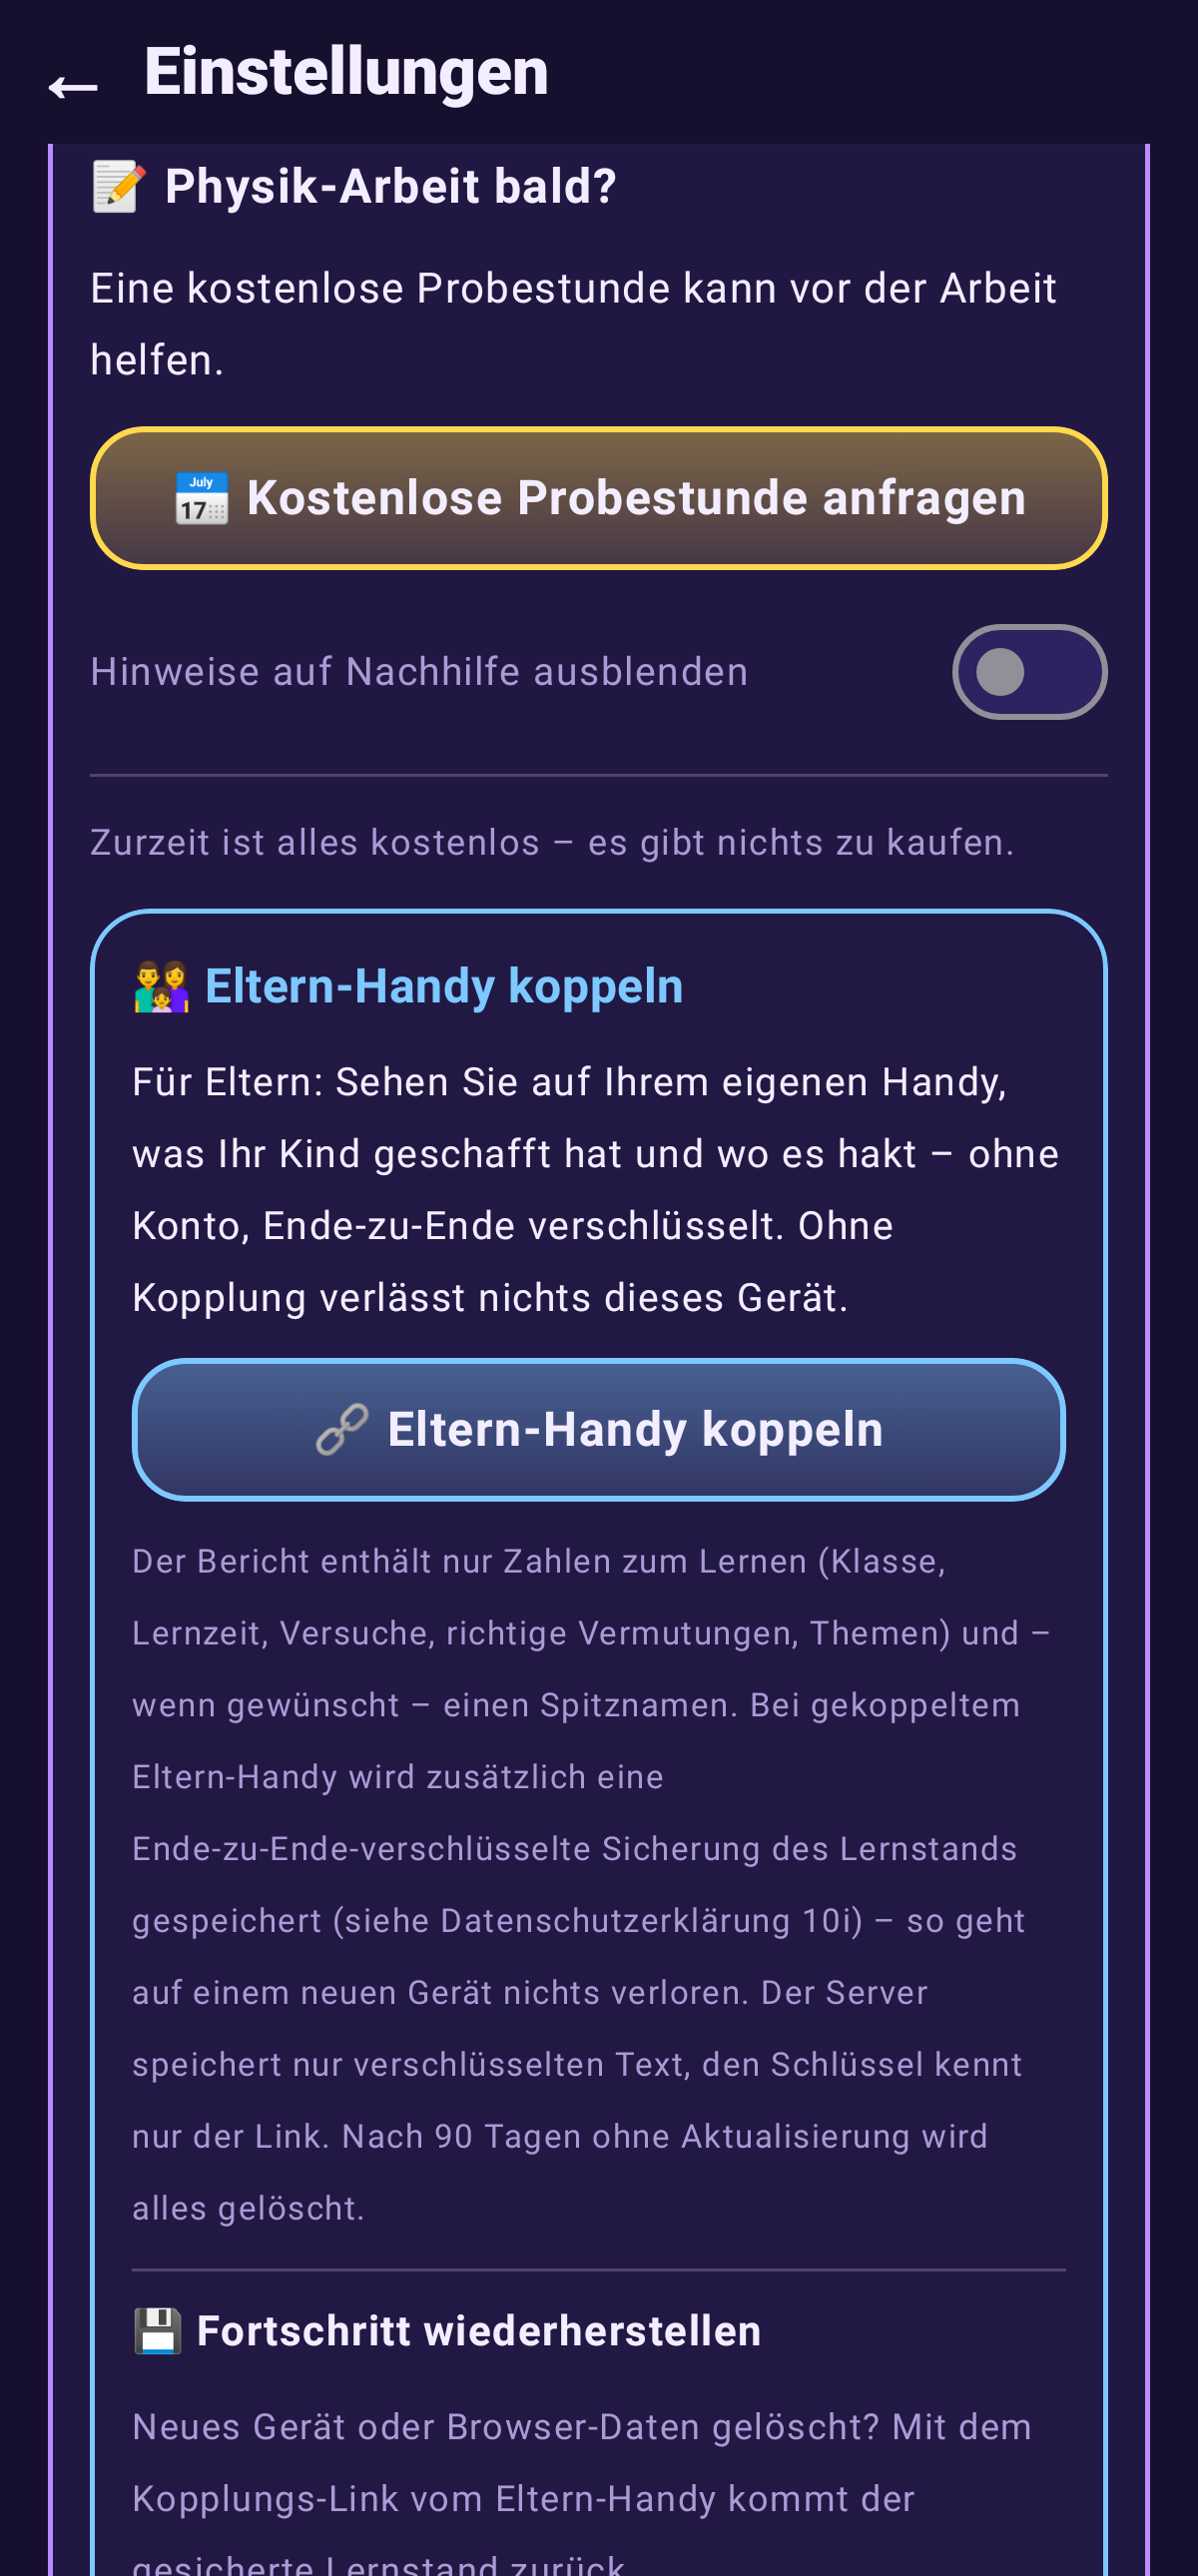 ← Einstellungen
📝 Physik-Arbeit bald?
Eine kostenlose Probestunde kann vor der Arbeit
helfen.
📅 Kostenlose Probestunde anfragen
Hinweise auf Nachhilfe ausblenden
Zurzeit ist alles kostenlos – es gibt nichts zu kaufen.
👨‍👩‍👧 Eltern-Handy koppeln
Für Eltern: Sehen Sie auf Ihrem eigenen Handy,
was Ihr Kind geschafft hat und wo es hakt – ohne
Konto, Ende-zu-Ende verschlüsselt. Ohne
Kopplung verlässt nichts dieses Gerät.
🔗 Eltern-Handy koppeln
Der Bericht enthält nur Zahlen zum Lernen (Klasse,
Lernzeit, Versuche, richtige Vermutungen, Themen) und –
wenn gewünscht – einen Spitznamen. Bei gekoppeltem
Eltern-Handy wird zusätzlich eine
Ende-zu-Ende-verschlüsselte Sicherung des Lernstands
gespeichert (siehe Datenschutzerklärung 10i) – so geht
auf einem neuen Gerät nichts verloren. Der Server
speichert nur verschlüsselten Text, den Schlüssel kennt
nur der Link. Nach 90 Tagen ohne Aktualisierung wird
alles gelöscht.
💾 Fortschritt wiederherstellen
Neues Gerät oder Browser-Daten gelöscht? Mit dem
Kopplungs-Link vom Eltern-Handy kommt der
gesicherte Lernstand zurück.